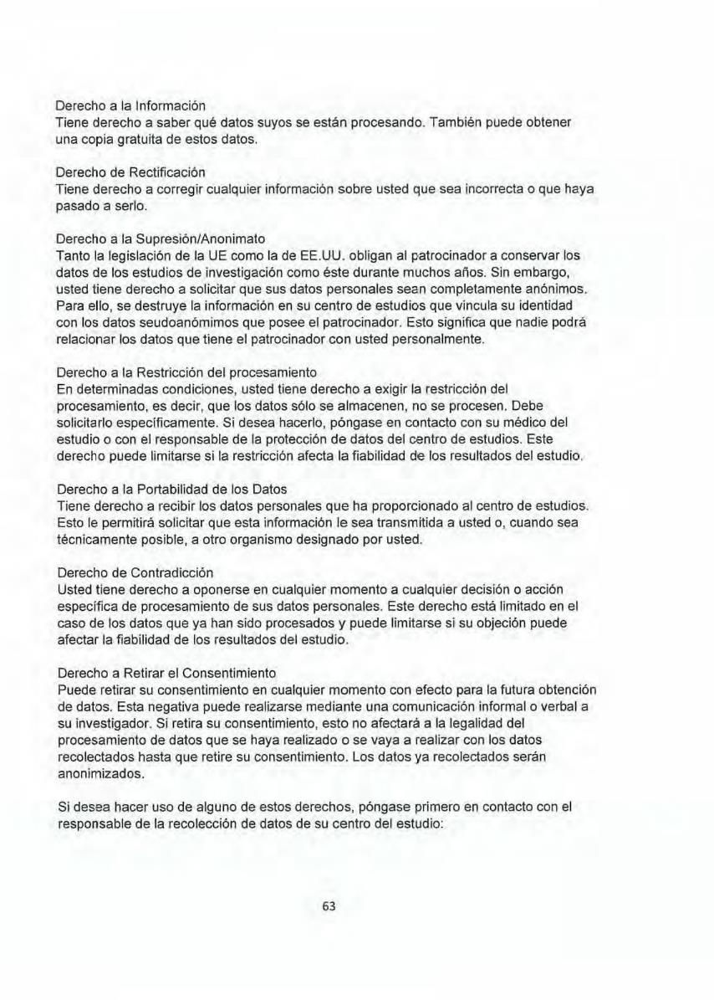 Derecho a la Información
Tiene derecho a saber qué datos suyos se están procesando. También puede obtener
una copia gratuita de estos datos.
Derecho de Rectificación
Tiene derecho a corregir cualquier información sobre usted que sea incorrecta o que haya
pasado a serlo.
Derecho a la Supresión/Anonimato
Tanto la legislación de la UE como la de EE.UU. obligan al patrocinador a conservar los
datos de los estudios de investigación como éste durante muchos años. Sin embargo,
usted tiene derecho a solicitar que sus datos personales sean completamente anónimos.
Para ello, se destruye la información en su centro de estudios que vincula su identidad
con los datos seudoanómimos que posee el patrocinador. Esto significa que nadie podrá
relacionar los datos que tiene el patrocinador con usted personalmente.
Derecho a la Restricción del procesamiento
En determinadas condiciones, usted tiene derecho a exigir la restricción del
procesamiento, es decir, que los datos sólo se almacenen, no se procesen. Debe
solicitarlo específicamente. Si desea hacerlo, póngase en contacto con su médico del
estudio o con el responsable de la protección de datos del centro de estudios. Este
derecho puede limitarse si la restricción afecta la fiabilidad de los resultados del estudio.
Derecho a la Portabilidad de los Datos
Tiene derecho a recibir los datos personales que ha proporcionado al centro de estudios.
Esto le permitirá solicitar que esta información le sea transmitida a usted o, cuando sea
técnicamente posible, a otro organismo designado por usted.
Derecho de Contradicción
Usted tiene derecho a oponerse en cualquier momento a cualquier decisión o acción
específica de procesamiento de sus datos personales. Este derecho está limitado en el
caso de los datos que ya han sido procesados y puede limitarse si su objeción puede
afectar la fiabilidad de los resultados del estudio.
Derecho a Retirar el Consentimiento
Puede retirar su consentimiento en cualquier momento con efecto para la futura obtención
de datos. Esta negativa puede realizarse mediante una comunicación informal o verbal a
su investigador. Si retira su consentimiento, esto no afectará a la legalidad del
procesamiento de datos que se haya realizado o se vaya a realizar con los datos
recolectados hasta que retire su consentimiento. Los datos ya recolectados serán
anonimizados.
Si desea hacer uso de alguno de estos derechos, póngase primero en contacto con el
responsable de la recolección de datos de su centro del estudio:
63